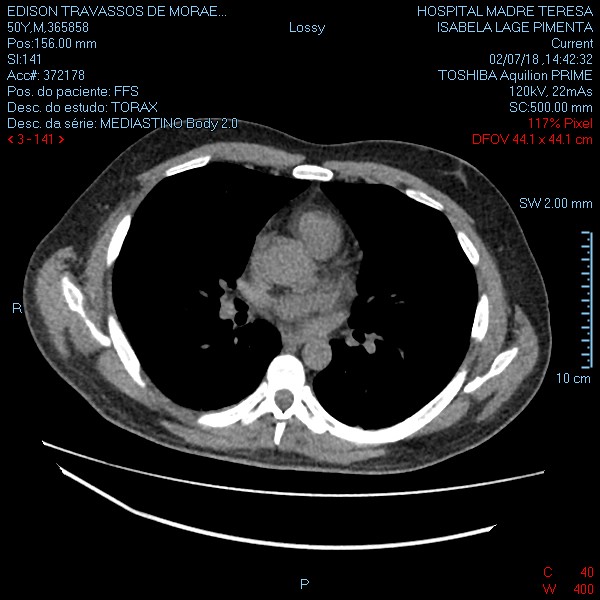 EDISON TRAVASSOS DE MORAE...
50Y,M,365858
Pos:156.00 mm
SI:141
Acc#: 372178
Pos. do paciente: FFS
Desc. do estudo: TORAX
Desc. da série: MEDIASTINO Body 2.0
< 3 - 141 >
Lossy
HOSPITAL MADRE TERESA
ISABELA LAGE PIMENTA
Current
02/07/18 ,14:42:32
TOSHIBA Aquilion PRIME
120kV, 22mAs
SC:500.00 mm
117% Pixel
DFOV 44.1 x 44.1 cm
SW 2.00 mm
R
10 cm
P
C 40
W 400